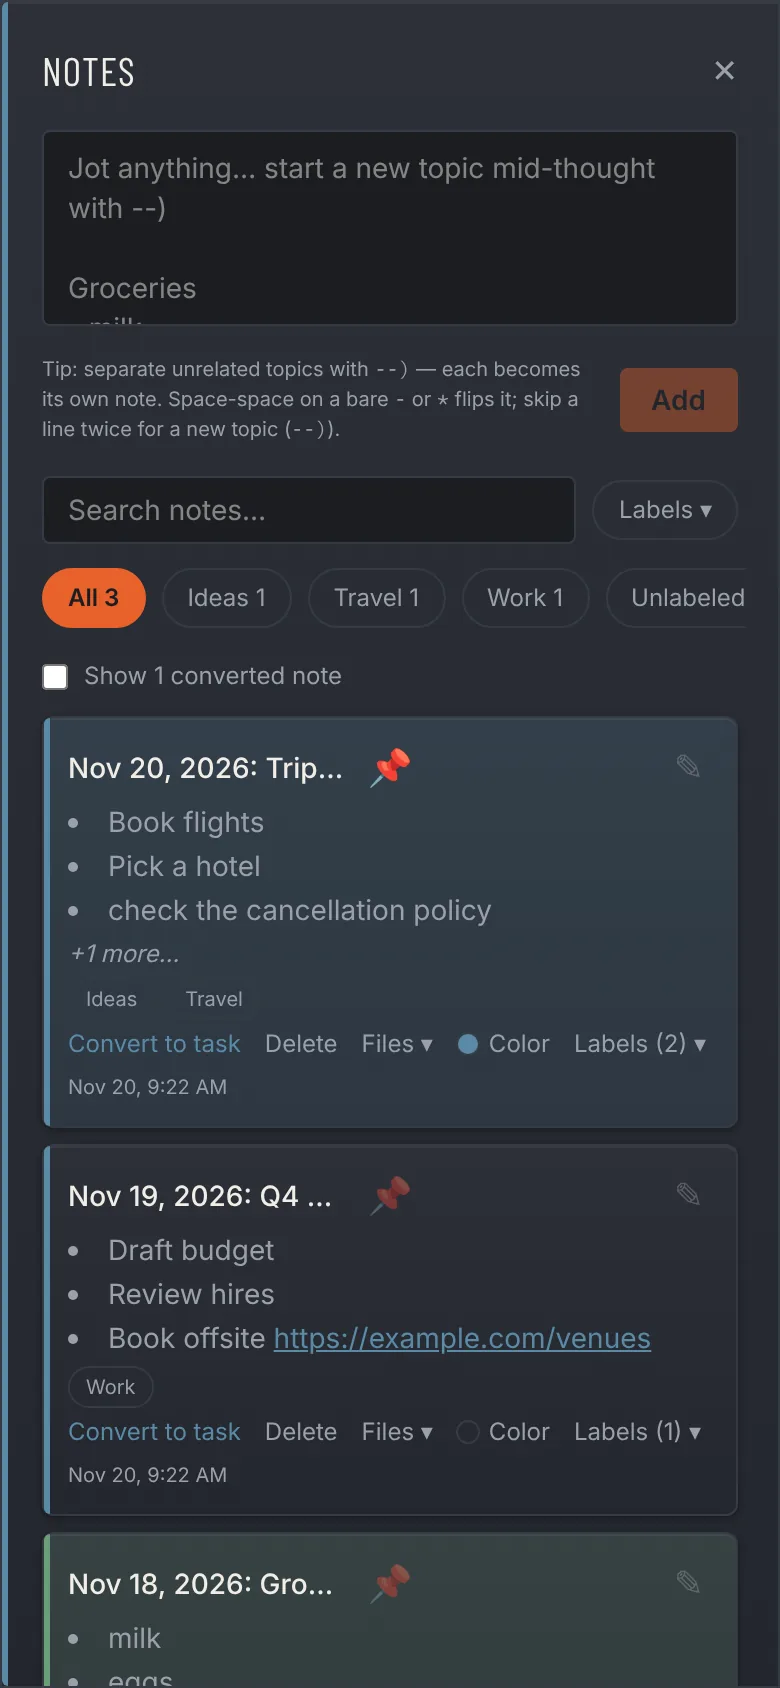 NOTES
Jot anything... start a new topic mid-thought
with --)
Groceries
milk
Tip: separate unrelated topics with --) — each becomes
its own note. Space-space on a bare - or * flips it; skip a
line twice for a new topic (--)).
Add
Search notes...
Labels ▾
All 3
Ideas 1
Travel 1
Work 1
Unlabeled
Show 1 converted note
Nov 20, 2026: Trip...
Book flights
Pick a hotel
check the cancellation policy
+1 more...
Ideas
Travel
Convert to task
Delete
Files ▾
Color
Labels (2) ▾
Nov 20, 9:22 AM
Nov 19, 2026: Q4 ...
Draft budget
Review hires
Book offsite https://example.com/venues
Work
Convert to task
Delete
Files ▾
Color
Labels (1) ▾
Nov 20, 9:22 AM
Nov 18, 2026: Gro...
milk
eggs